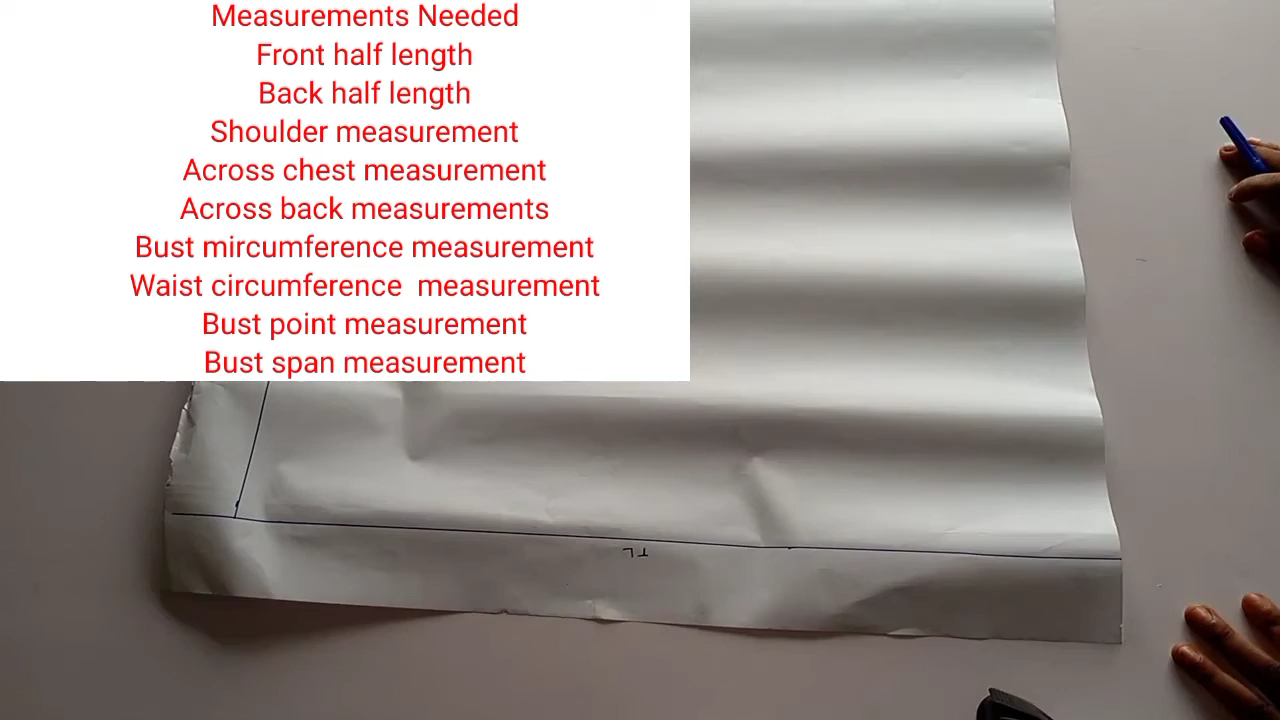 Measurements Needed
Front half length
Back half length
Shoulder measurement
Across chest measurement
Across back measurements
Bust mircumference measurement
Waist circumference  measurement
Bust point measurement
Bust span measurement
TL